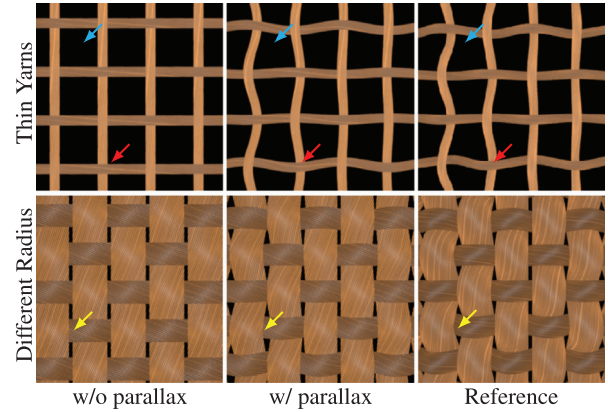 Thin Yarns
Different Radius
w/o parallax
w/ parallax
Reference